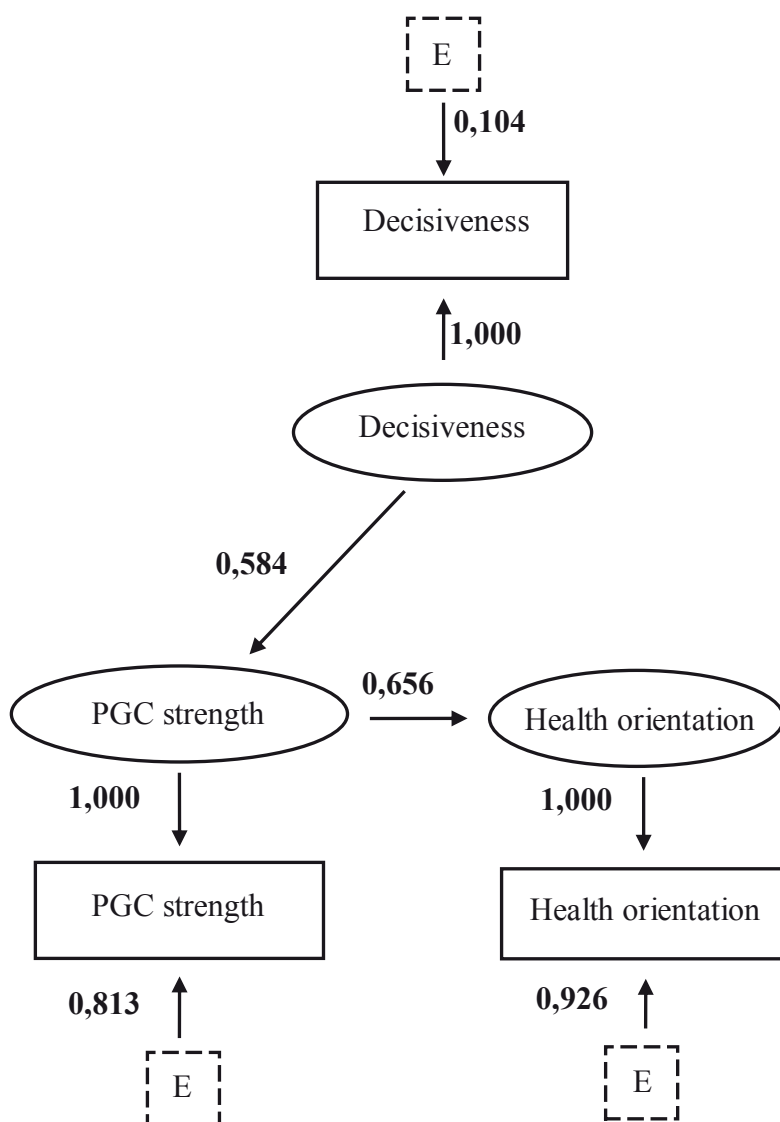 E
0,104
Decisiveness
1,000
Decisiveness
0,584
0,656
PGC strength
Health orientation
1,000
1,000
PGC strength
Health orientation
0,813
0,926
E
E